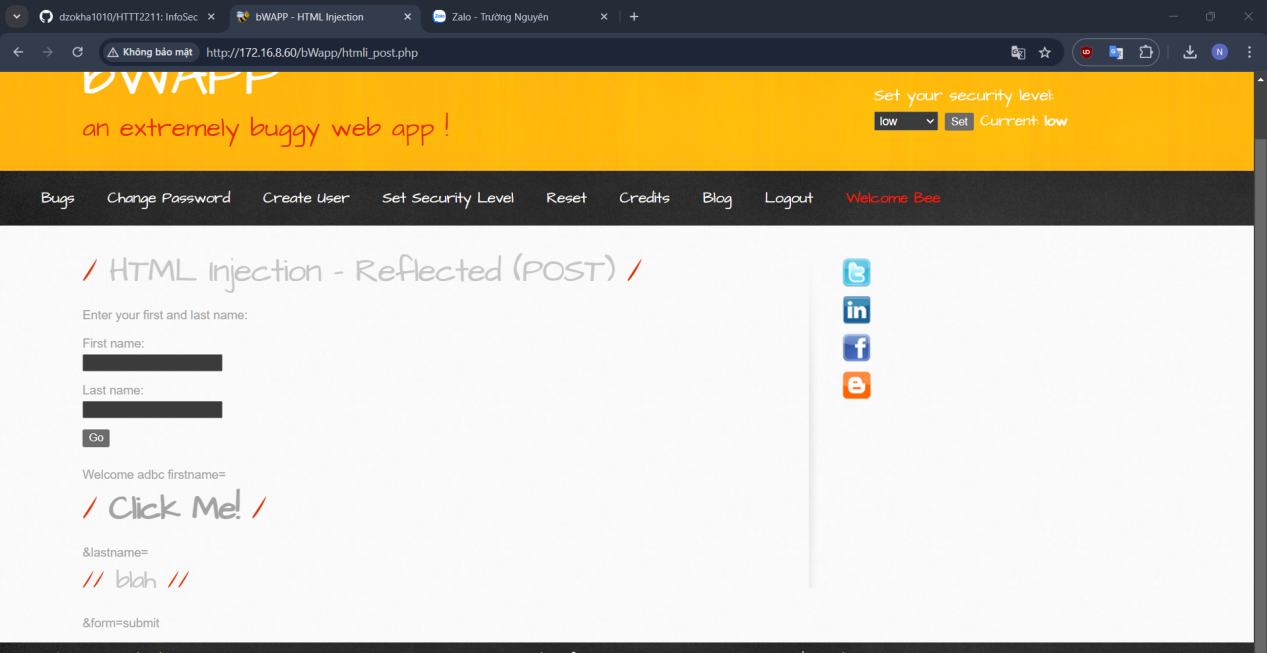 dzokha1010/HTTT2211: InfoSec
bWAPP - HTML Injection
Zalo - Trường Nguyên
Không bảo mật
http://172.16.8.60/bWapp/htmli_post.php
N
bWAPP
an extremely buggy web app !
Set your security level:
low Set Current: low
Bugs Change Password Create User Set Security Level Reset Credits Blog Logout Welcome Bee
/ HTML Injection - Reflected (POST) /
Enter your first and last name:
First name:
Last name:
Go
Welcome adbc firstname=
/ Click Me! /
&lastname=
// blah //
&form=submit